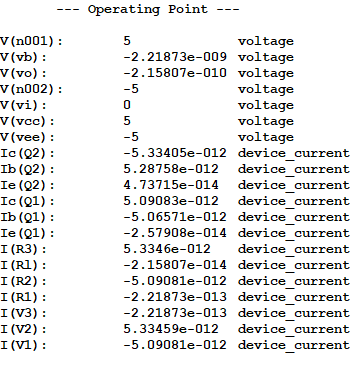 --- Operating Point ---
V(n001): 5 voltage
V(vb): -2.21873e-009 voltage
V(vo): -2.15807e-010 voltage
V(n002): -5 voltage
V(vi): 0 voltage
V(vcc): 5 voltage
V(vee): -5 voltage
Ic(Q2): -5.33405e-012 device_current
Ib(Q2): 5.28758e-012 device_current
Ie(Q2): 4.73715e-014 device_current
Ic(Q1): 5.09083e-012 device_current
Ib(Q1): -5.06571e-012 device_current
Ie(Q1): -2.57908e-014 device_current
I(R3): 5.3346e-012 device_current
I(Rl): -2.15807e-014 device_current
I(R2): -5.09081e-012 device_current
I(R1): -2.21873e-013 device_current
I(V3): -2.21873e-013 device_current
I(V2): 5.33459e-012 device_current
I(V1): -5.09081e-012 device_current